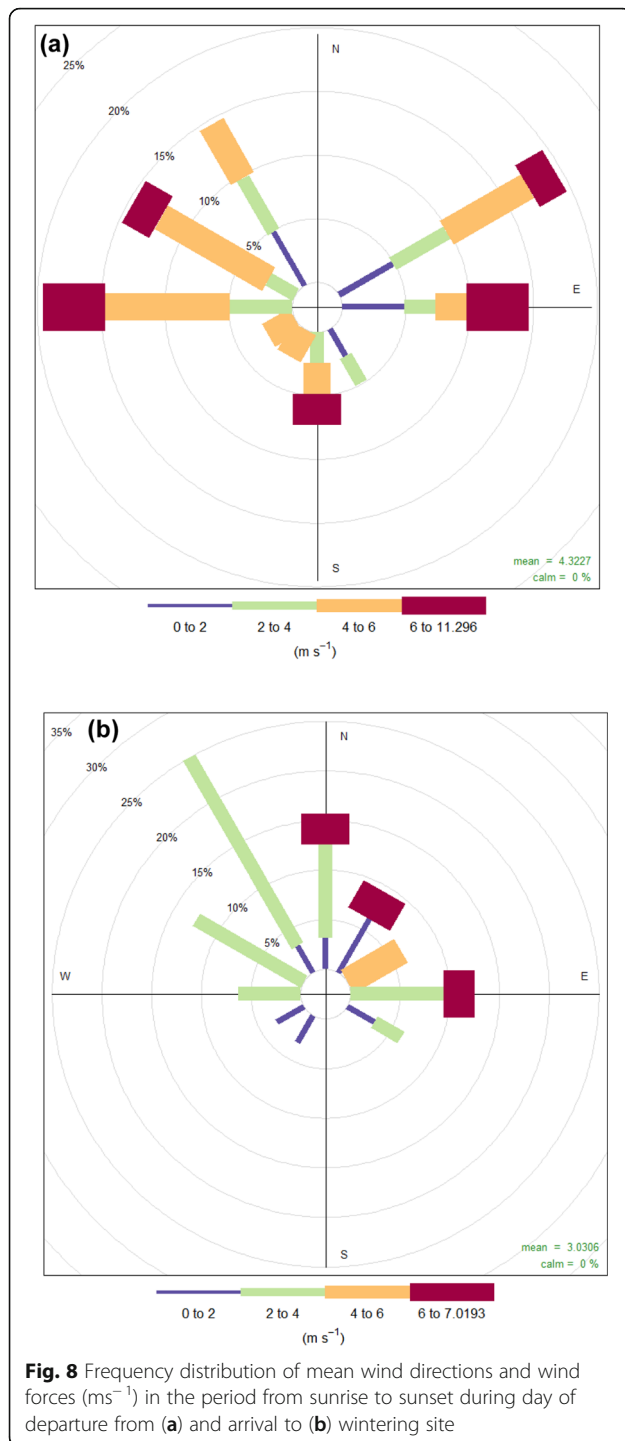 (a)
N
25%
20%
15%
10%
5%
E
S
mean = 4.3227
calm = 0 %
0 to 2 2 to 4 4 to 6 6 to 11.296
(m s⁻¹)
(b)
35%
N
30%
25%
20%
15%
10%
5%
W E
S
mean = 3.0306
calm = 0 %
0 to 2 2 to 4 4 to 6 6 to 7.0193
(m s⁻¹)
Fig. 8 Frequency distribution of mean wind directions and wind
forces (ms⁻ ¹) in the period from sunrise to sunset during day of
departure from (a) and arrival to (b) wintering site